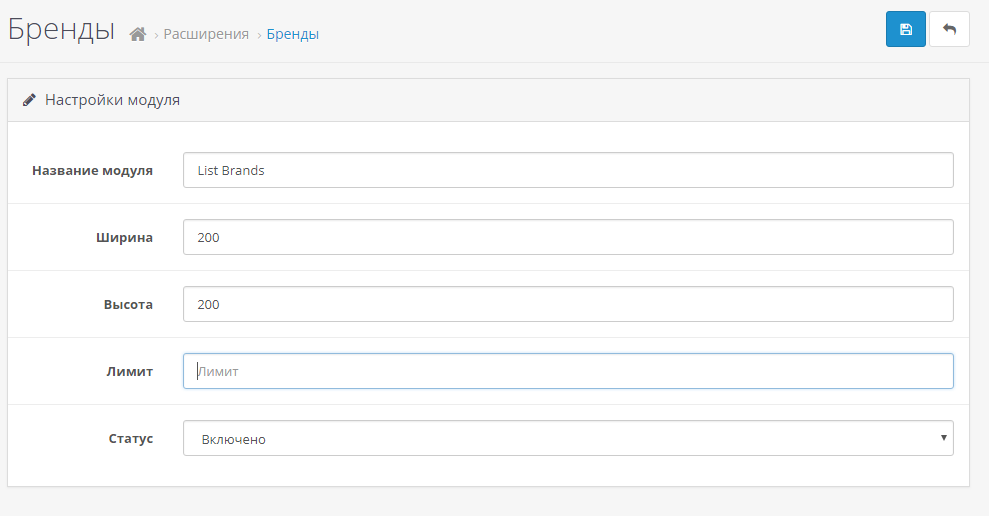 Бренды › Расширения › Бренды
Настройки модуля
Название модуля List Brands
Ширина 200
Высота 200
Лимит Лимит
Статус Включено